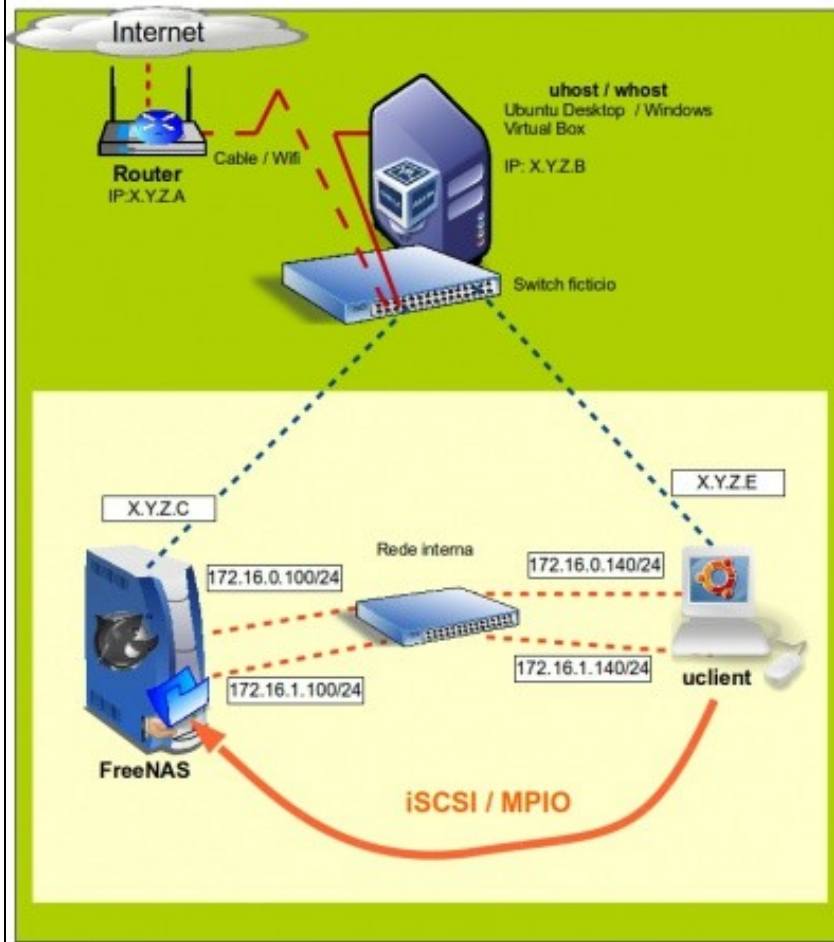 Internet
Router
IP:X.Y.Z.A
Cable / Wifi
uhost / whost
Ubuntu Desktop / Windows
Virtual Box
IP: X.Y.Z.B
Switch ficticio
X.Y.Z.C
X.Y.Z.E
Rede interna
172.16.0.100/24
172.16.0.140/24
172.16.1.100/24
172.16.1.140/24
FreeNAS
uclient
iSCSI / MPIO